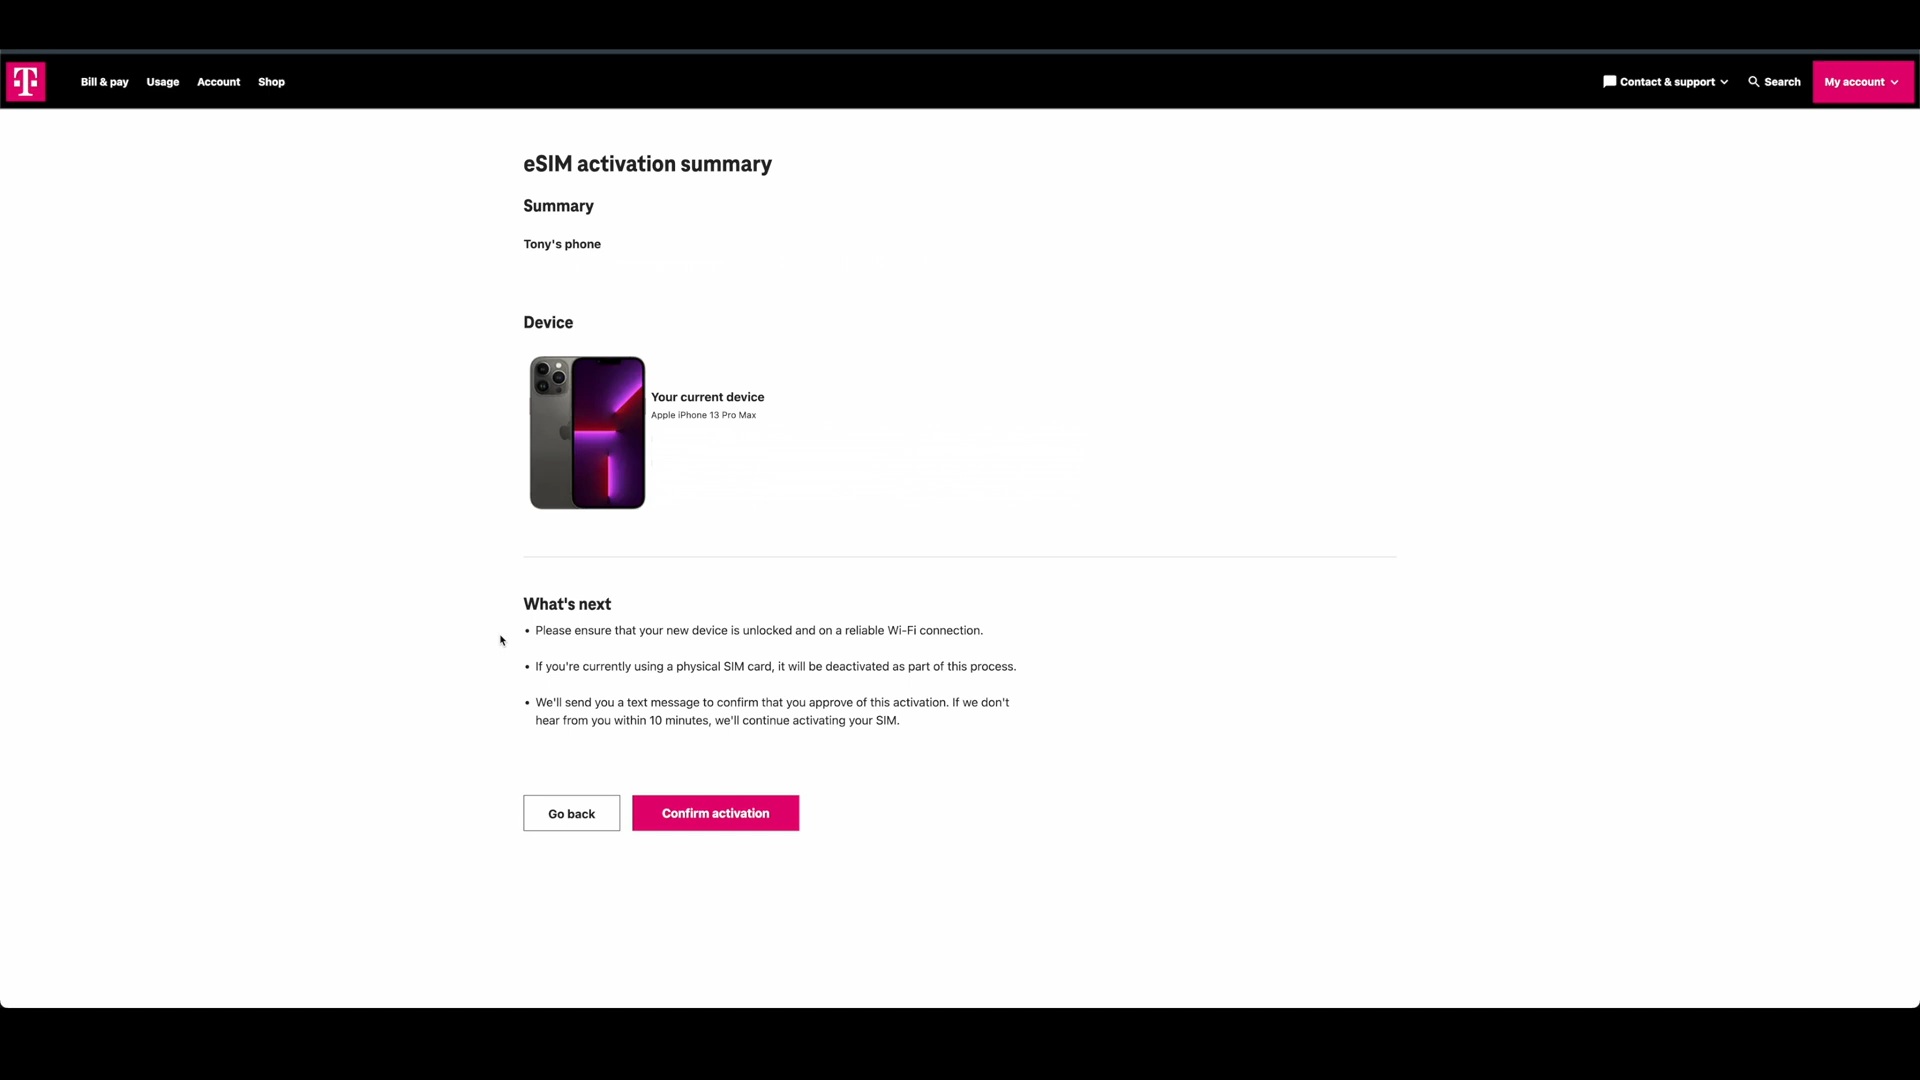 T
Bill & pay
Usage
Account
Shop
Contact & support
Search
My account
eSIM activation summary
Summary
Tony's phone
Device
Your current device
Apple iPhone 13 Pro Max
What's next
• Please ensure that your new device is unlocked and on a reliable Wi-Fi connection.
• If you're currently using a physical SIM card, it will be deactivated as part of this process.
• We'll send you a text message to confirm that you approve of this activation. If we don't
hear from you within 10 minutes, we'll continue activating your SIM.
Go back
Confirm activation